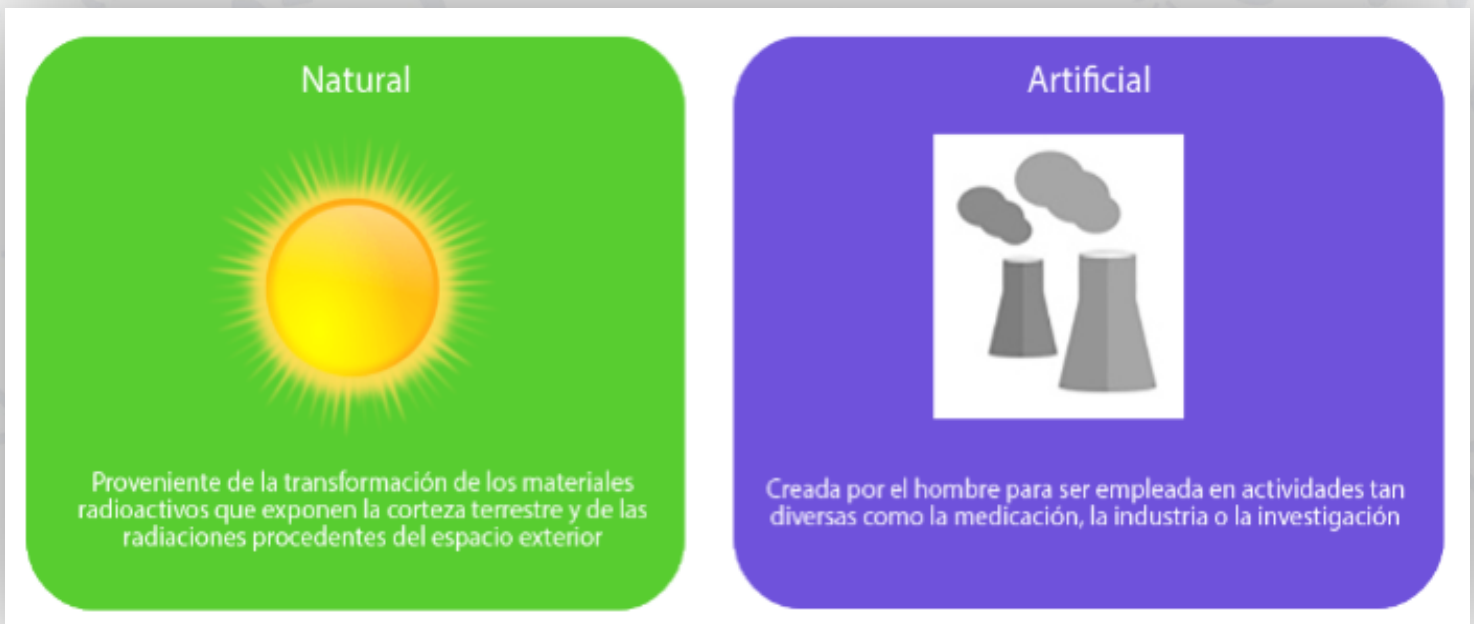 Natural
Proveniente de la transformación de los materiales
radioactivos que exponen la corteza terrestre y de las
radiaciones procedentes del espacio exterior
Artificial
Creada por el hombre para ser empleada en actividades tan
diversas como la medicación, la industria o la investigación